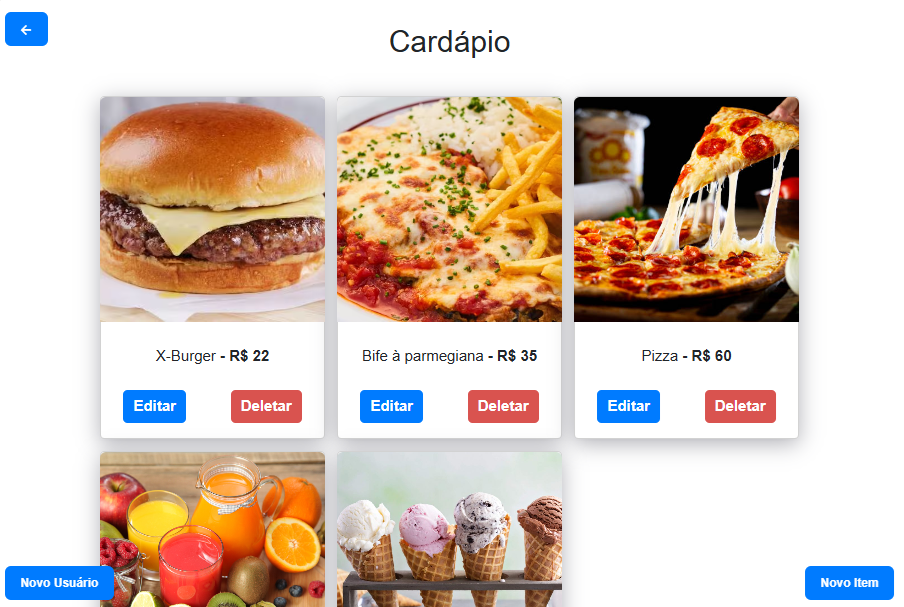 ←
Cardápio
X-Burger - R$ 22
Bife à parmegiana - R$ 35
Pizza - R$ 60
Editar
Deletar
Editar
Deletar
Editar
Deletar
Novo Usuário
Novo Item